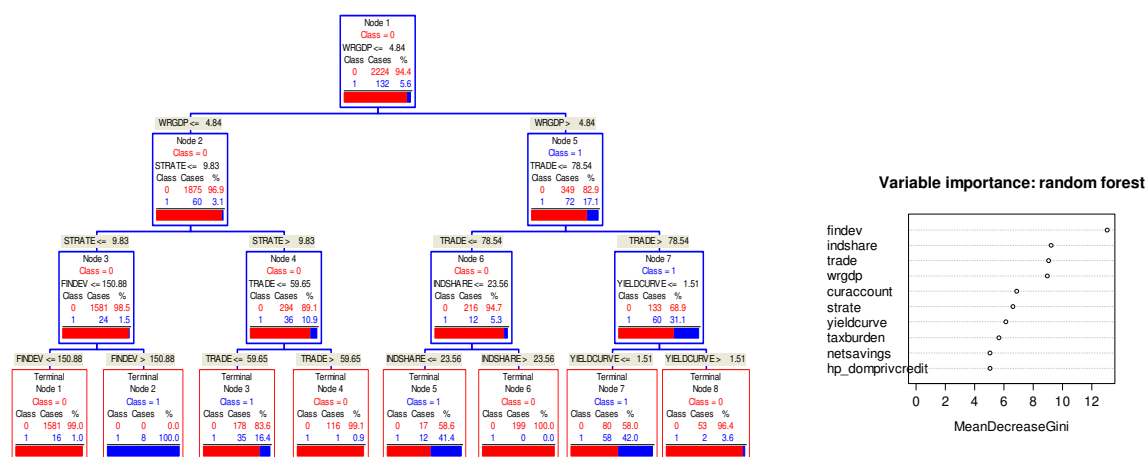 Node 1
Class = 0
WRGDP <= 4.84
Class Cases %
0 2224 94.4
1 132 5.6
WRGDP <= 4.84
WRGDP > 4.84
Node 2
Class = 0
STRATE <= 9.83
Class Cases %
0 1875 96.9
1 60 3.1
Node 5
Class = 1
TRADE <= 78.54
Class Cases %
0 349 82.9
1 72 17.1
STRATE <= 9.83
STRATE > 9.83
TRADE <= 78.54
TRADE > 78.54
Node 3
Class = 0
FINDEV <= 150.88
Class Cases %
0 1581 98.5
1 24 1.5
Node 4
Class = 0
TRADE <= 59.65
Class Cases %
0 294 89.1
1 36 10.9
Node 6
Class = 0
INDSHARE <= 23.56
Class Cases %
0 216 94.7
1 12 5.3
Node 7
Class = 1
YIELDCURVE <= 1.51
Class Cases %
0 133 68.9
1 60 31.1
FINDEV <= 150.88
FINDEV > 150.88
TRADE <= 59.65
TRADE > 59.65
INDSHARE <= 23.56
INDSHARE > 23.56
YIELDCURVE <= 1.51
YIELDCURVE > 1.51
Terminal
Node 1
Class = 0
Class Cases %
0 1581 99.0
1 16 1.0
Terminal
Node 2
Class = 1
Class Cases %
0 0 0.0
1 8 100.0
Terminal
Node 3
Class = 1
Class Cases %
0 178 83.6
1 35 16.4
Terminal
Node 4
Class = 0
Class Cases %
0 116 99.1
1 1 0.9
Terminal
Node 5
Class = 1
Class Cases %
0 17 58.6
1 12 41.4
Terminal
Node 6
Class = 0
Class Cases %
0 199 100.0
1 0 0.0
Terminal
Node 7
Class = 1
Class Cases %
0 80 58.0
1 58 42.0
Terminal
Node 8
Class = 0
Class Cases %
0 53 96.4
1 2 3.6
Variable importance: random forest
findev
indshare
trade
wrgdp
curaccount
strate
yieldcurve
taxburden
netsavings
hp_domprivcredit
0 2 4 6 8 10 12
MeanDecreaseGini